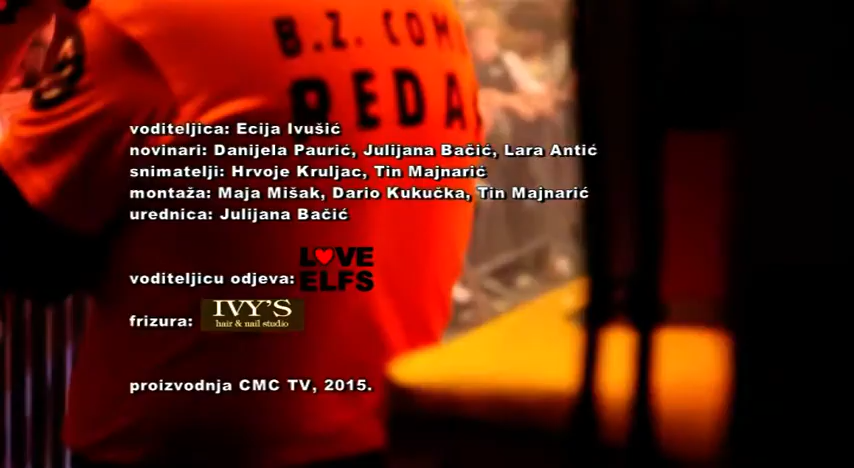 B.Z. COM
REDA
voditeljica: Ecija Ivušić
novinari: Danijela Paurić, Julijana Bačić, Lara Antić
snimatelji: Hrvoje Kruljac, Tin Majnarić
montaža: Maja Mišak, Dario Kukučka, Tin Majnarić
urednica: Julijana Bačić
voditeljicu odjeva: LOVE
ELFS
frizura: IVY'S
hair & nail studio
proizvodnja CMC TV, 2015.